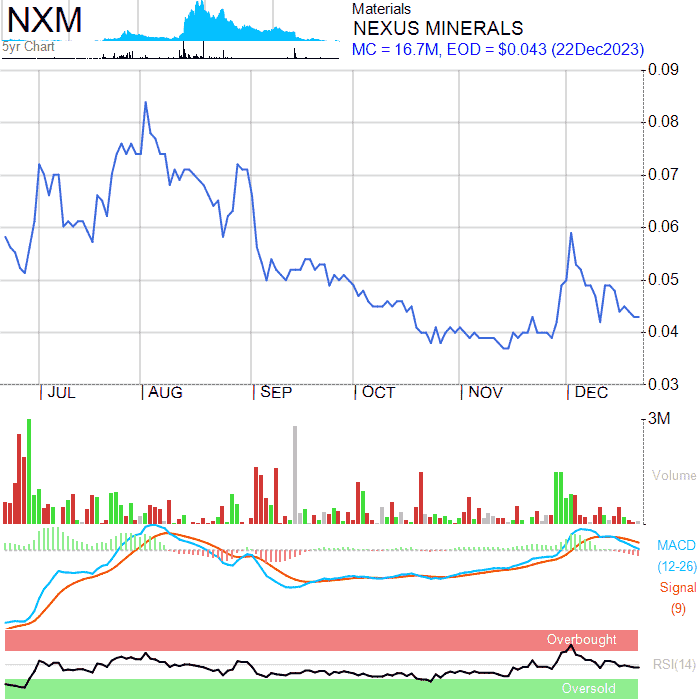 NXM
5yr Chart
Materials
NEXUS MINERALS
MC = 16.7M, EOD = $0.043 (22Dec2023)
0.09
0.08
0.07
0.06
0.05
0.04
0.03
JUL AUG SEP OCT NOV DEC
3M
Volume
MACD
(12-26)
Signal
(9)
Overbought
RSI(14)
Oversold